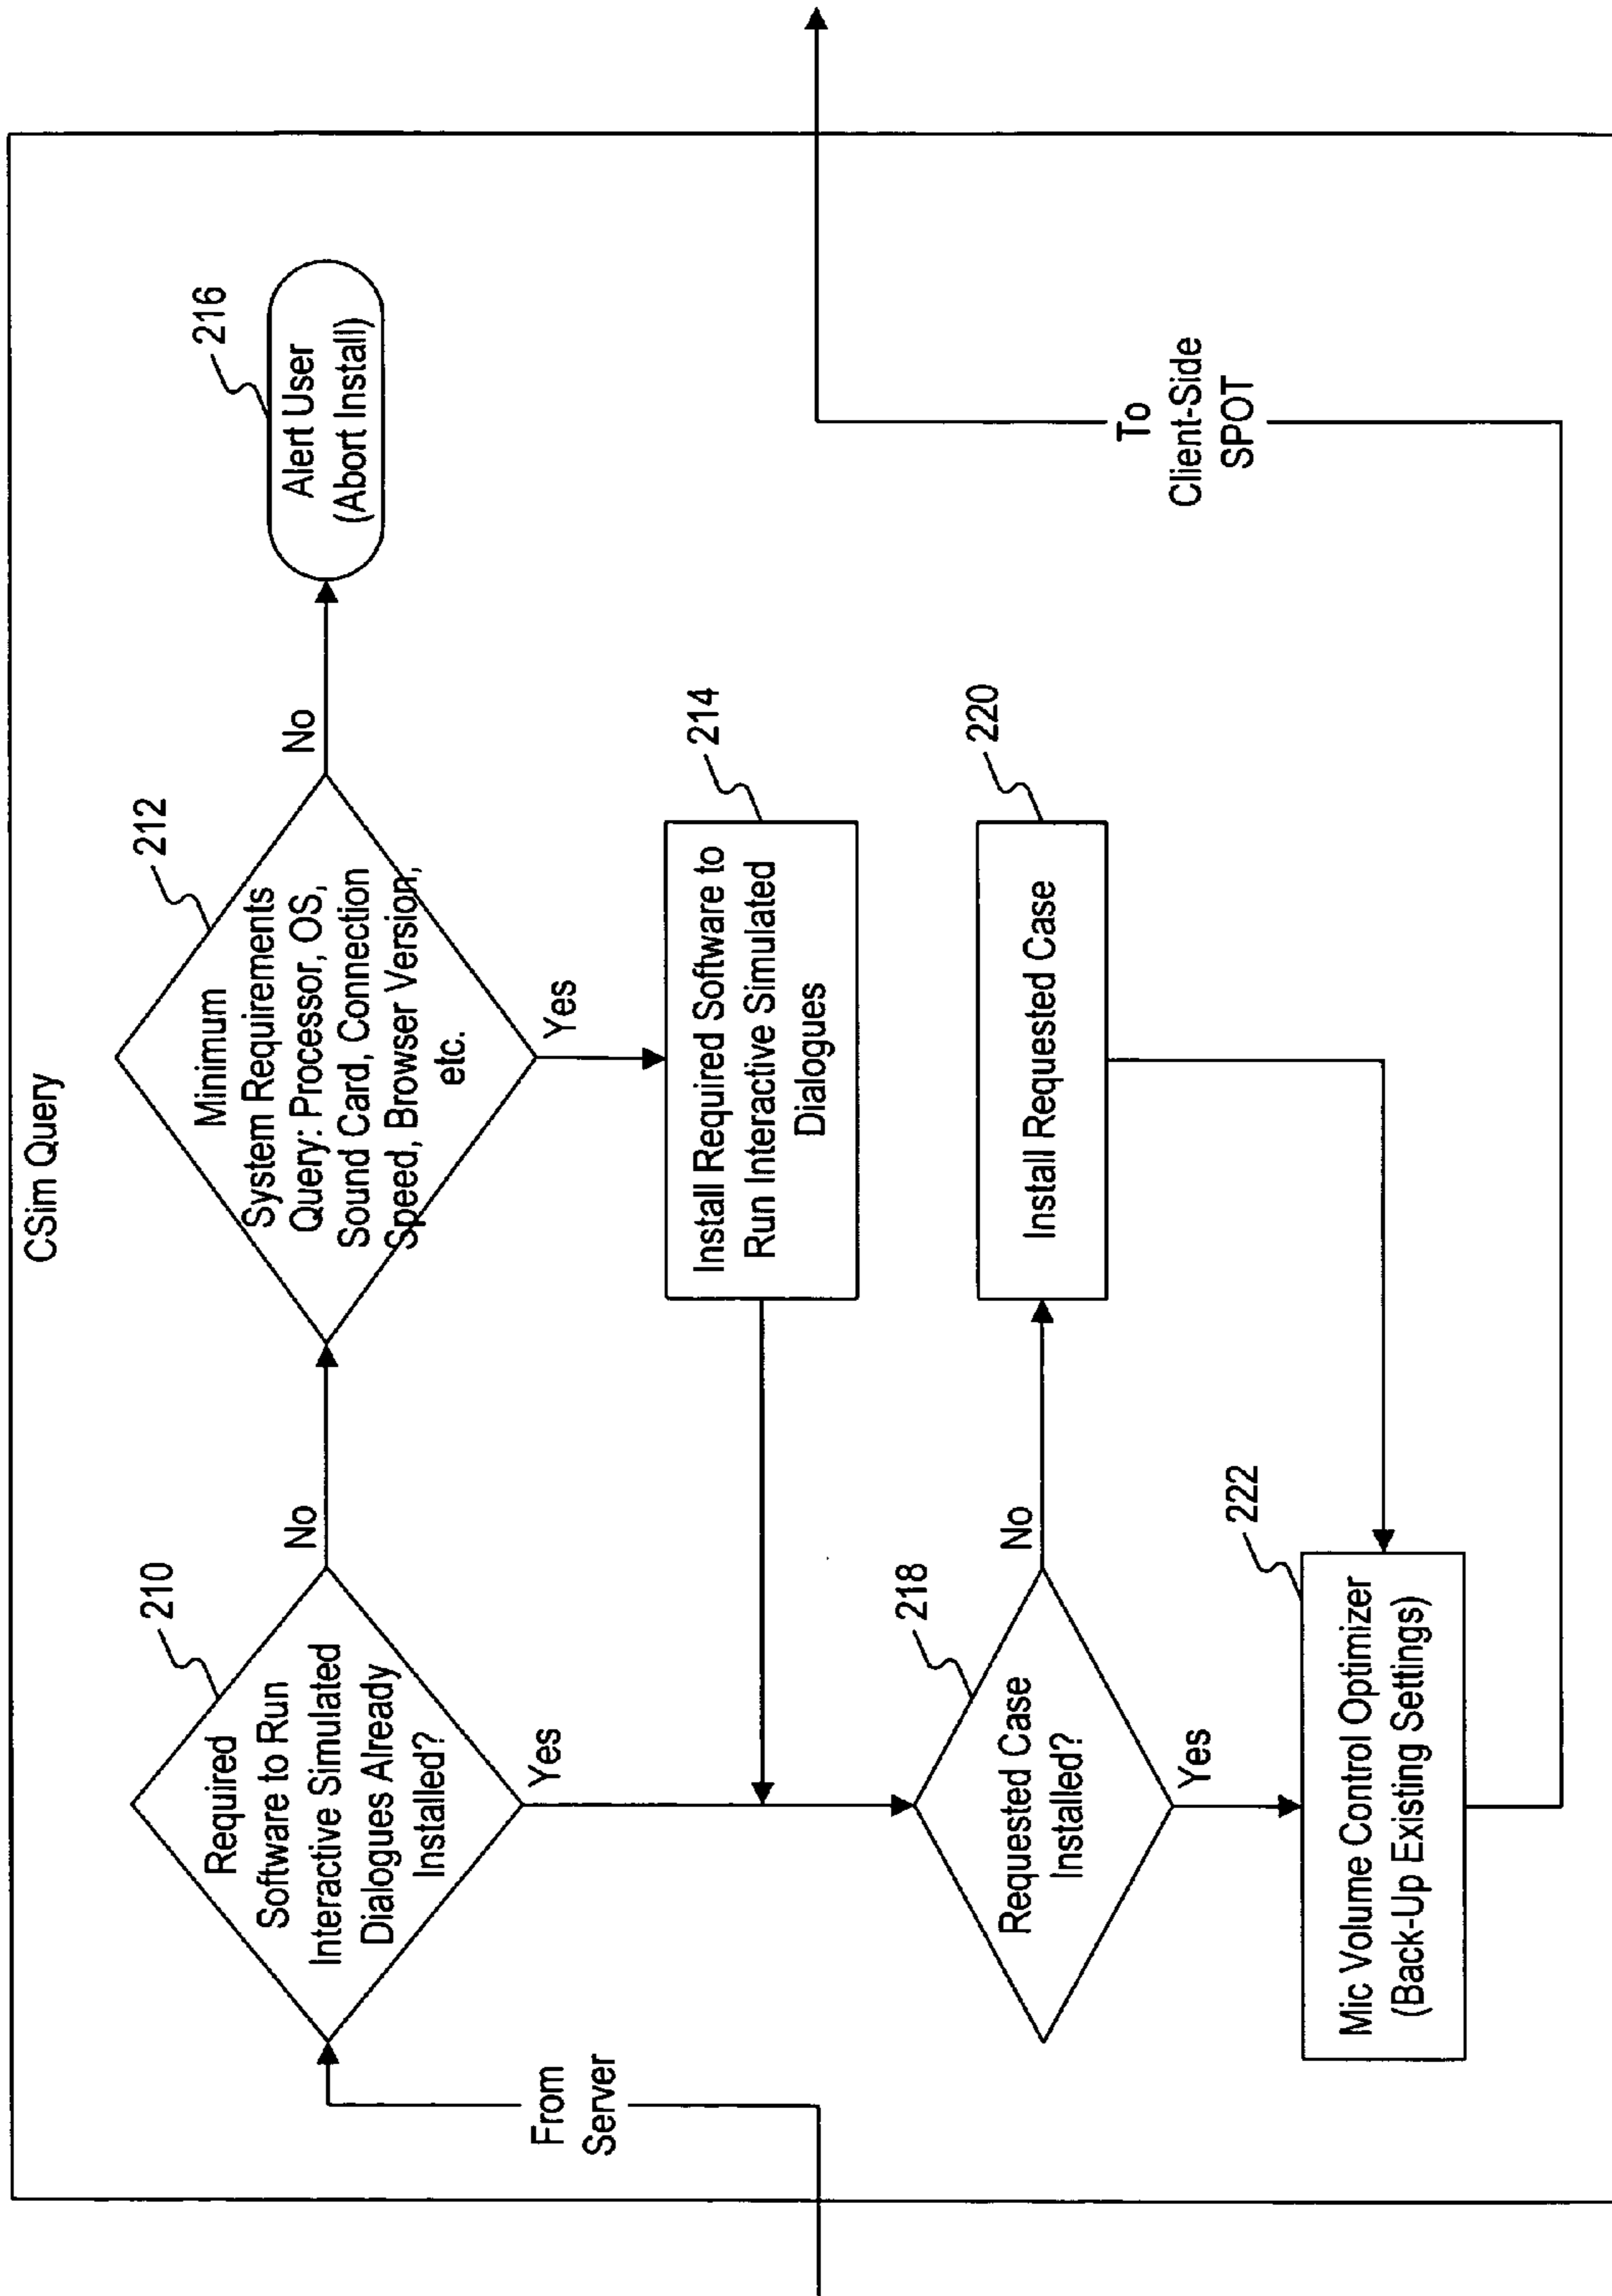 CSim Query
From
Server
210
Required
Software to Run
Interactive Simulated
Dialogues Already
Installed?
No
Yes
212
Minimum
System Requirements
Query: Processor, OS,
Sound Card, Connection
Speed, Browser Version,
etc.
No
Yes
216
Alert User
(Abort Install)
214
Install Required Software to
Run Interactive Simulated
Dialogues
218
Requested Case
Installed?
No
Yes
220
Install Requested Case
222
Mic Volume Control Optimizer
(Back-Up Existing Settings)
To
Client-Side
SPOT